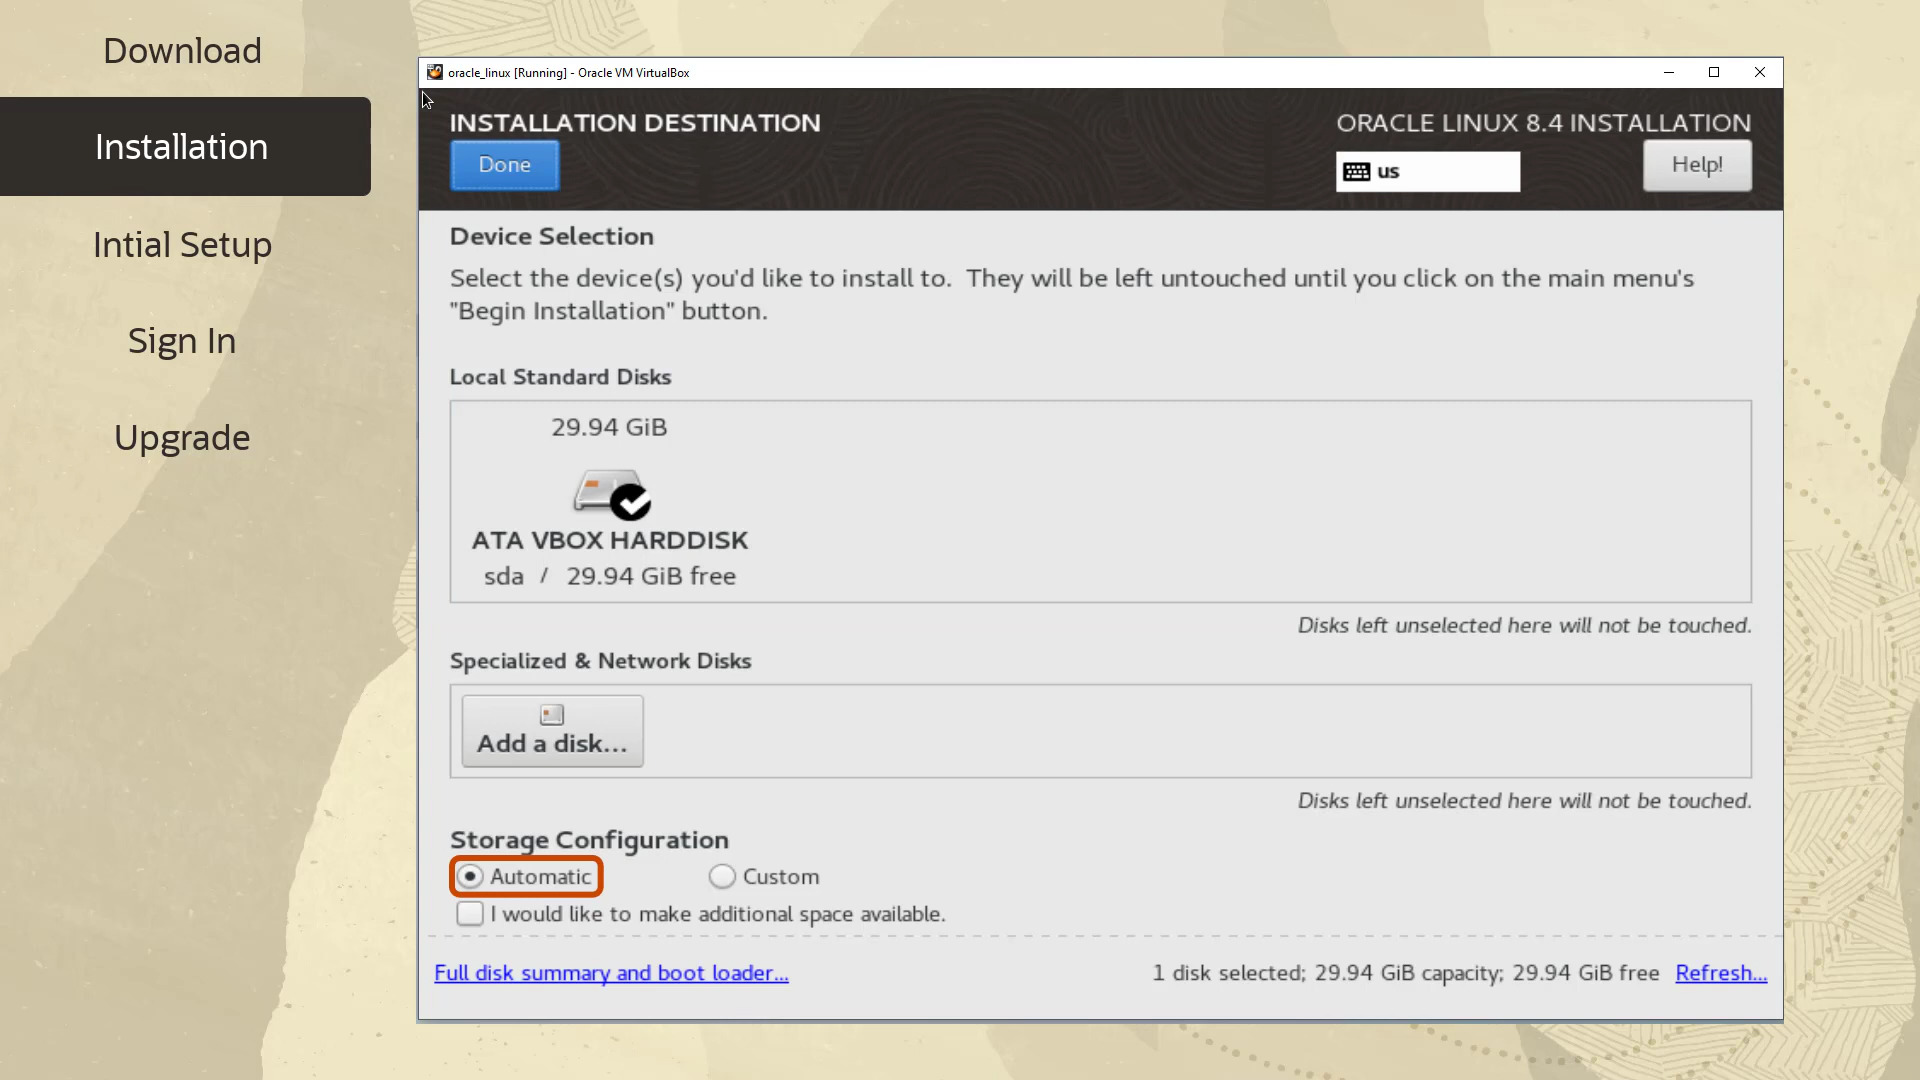 Download
Installation
Intial Setup
Sign In
Upgrade
oracle_linux [Running] - Oracle VM VirtualBox
INSTALLATION DESTINATION
Done
ORACLE LINUX 8.4 INSTALLATION
us
Help!
Device Selection
Select the device(s) you'd like to install to.  They will be left untouched until you click on the main menu's
"Begin Installation" button.
Local Standard Disks
29.94 GiB
ATA VBOX HARDDISK
sda / 29.94 GiB free
Disks left unselected here will not be touched.
Specialized & Network Disks
Add a disk...
Disks left unselected here will not be touched.
Storage Configuration
Automatic
Custom
I would like to make additional space available.
Full disk summary and boot loader...
1 disk selected; 29.94 GiB capacity; 29.94 GiB free
Refresh...